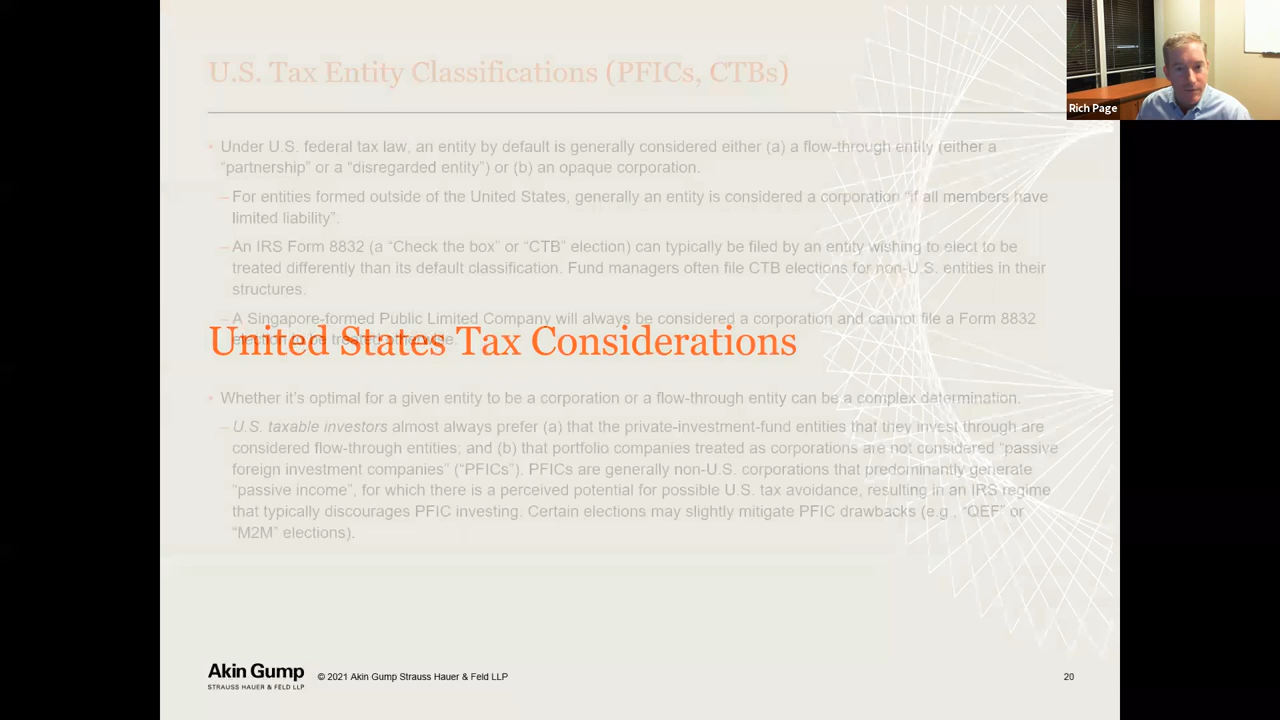 Rich Page
U.S. Tax Entity Classifications (PFICs, CTBs)
• Under U.S. federal tax law, an entity by default is generally considered either (a) a flow-through entity (either a
“partnership” or a “disregarded entity”) or (b) an opaque corporation.
– For entities formed outside of the United States, generally an entity is considered a corporation “if all members have
limited liability”.
– An IRS Form 8832 (a “Check the box” or “CTB” election) can typically be filed by an entity wishing to elect to be
treated differently than its default classification. Fund managers often file CTB elections for non-U.S. entities in their
structures.
– A Singapore-formed Public Limited Company will always be considered a corporation and cannot file a Form 8832
election to be treated otherwise.
United States Tax Considerations
• Whether it’s optimal for a given entity to be a corporation or a flow-through entity can be a complex determination.
– U.S. taxable investors almost always prefer (a) that the private-investment-fund entities that they invest through are
considered flow-through entities; and (b) that portfolio companies treated as corporations are not considered “passive
foreign investment companies” (“PFICs”). PFICs are generally non-U.S. corporations that predominantly generate
“passive income”, for which there is a perceived potential for possible U.S. tax avoidance, resulting in an IRS regime
that typically discourages PFIC investing. Certain elections may slightly mitigate PFIC drawbacks (e.g., “QEF” or
“M2M” elections).
Akin Gump
STRAUSS HAUER & FELD LLP
© 2021 Akin Gump Strauss Hauer & Feld LLP
20